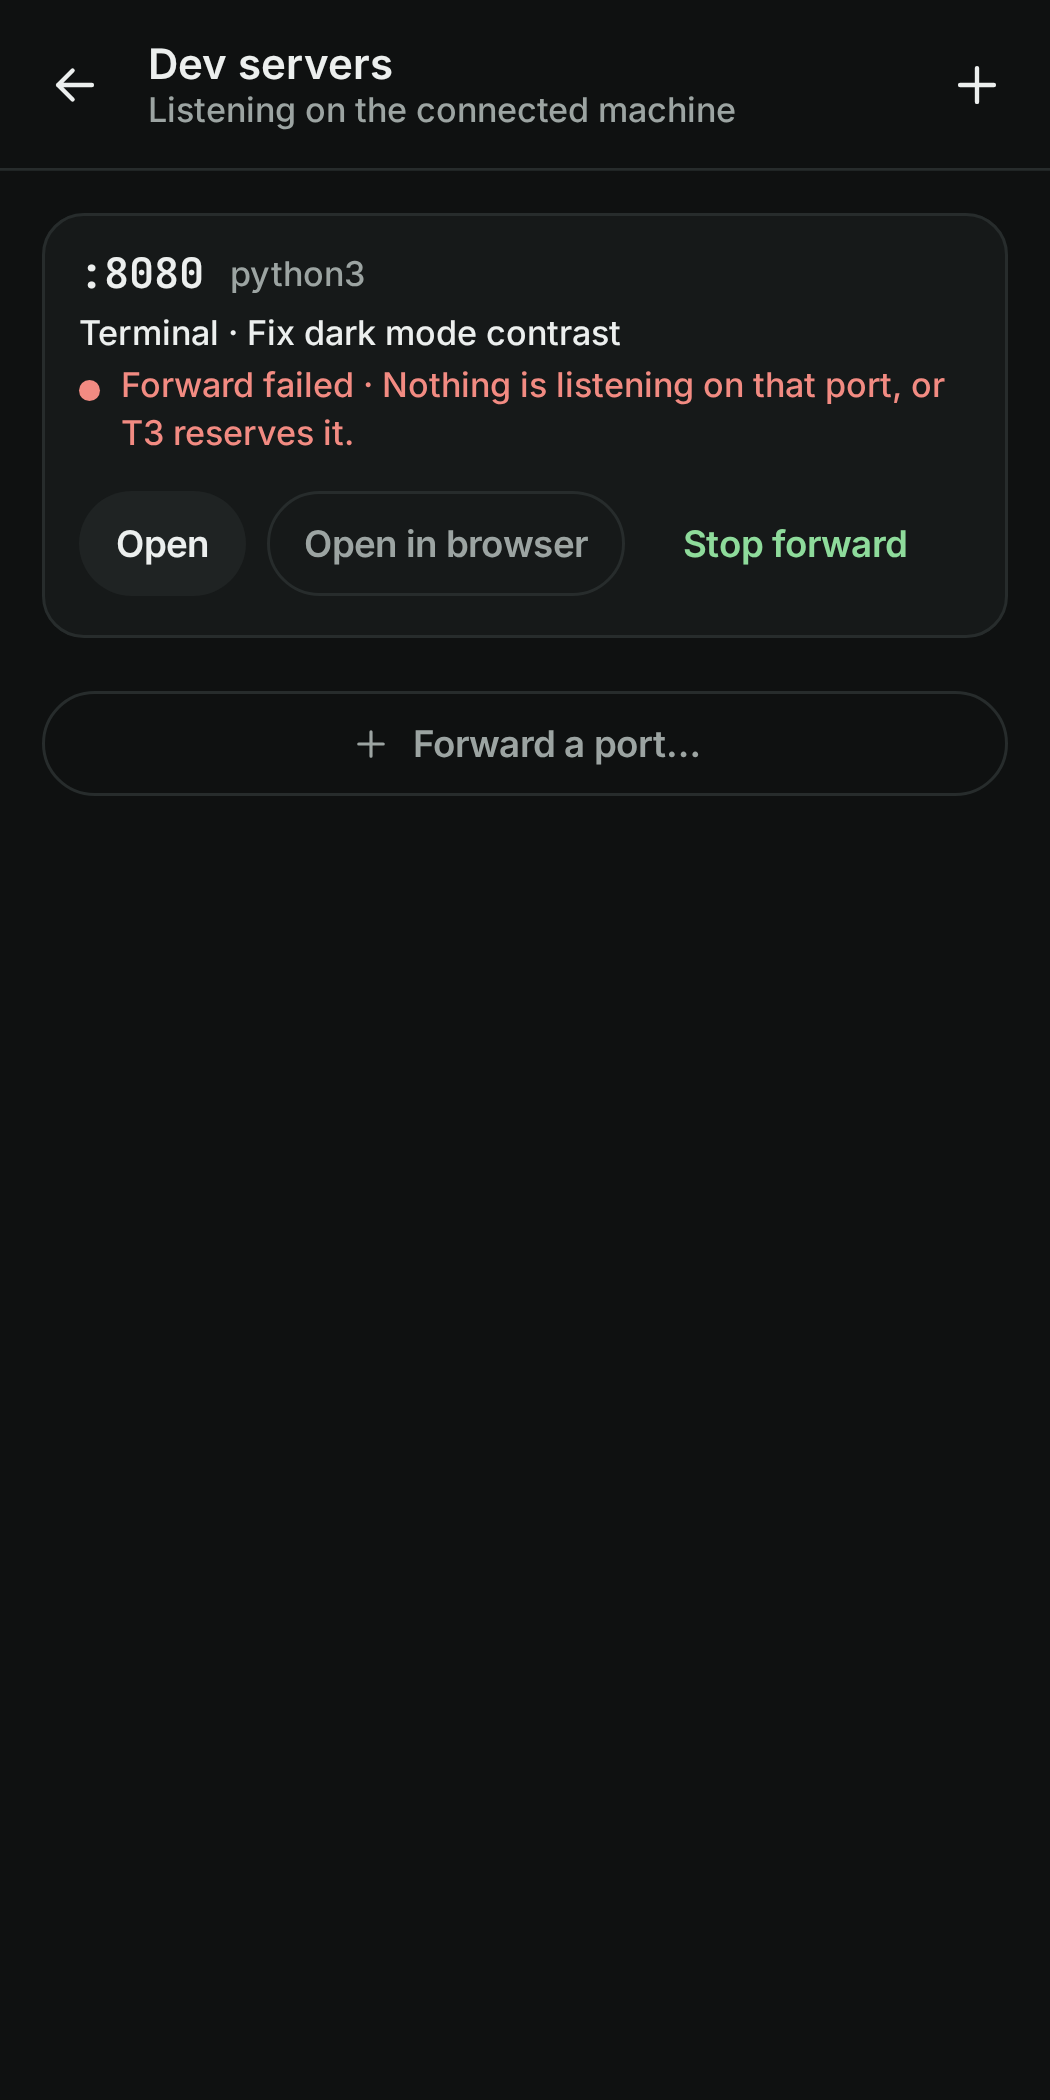 Dev servers
Listening on the connected machine
:8080 python3
Terminal · Fix dark mode contrast
Forward failed · Nothing is listening on that port, or
T3 reserves it.
Open Open in browser Stop forward
+ Forward a port...